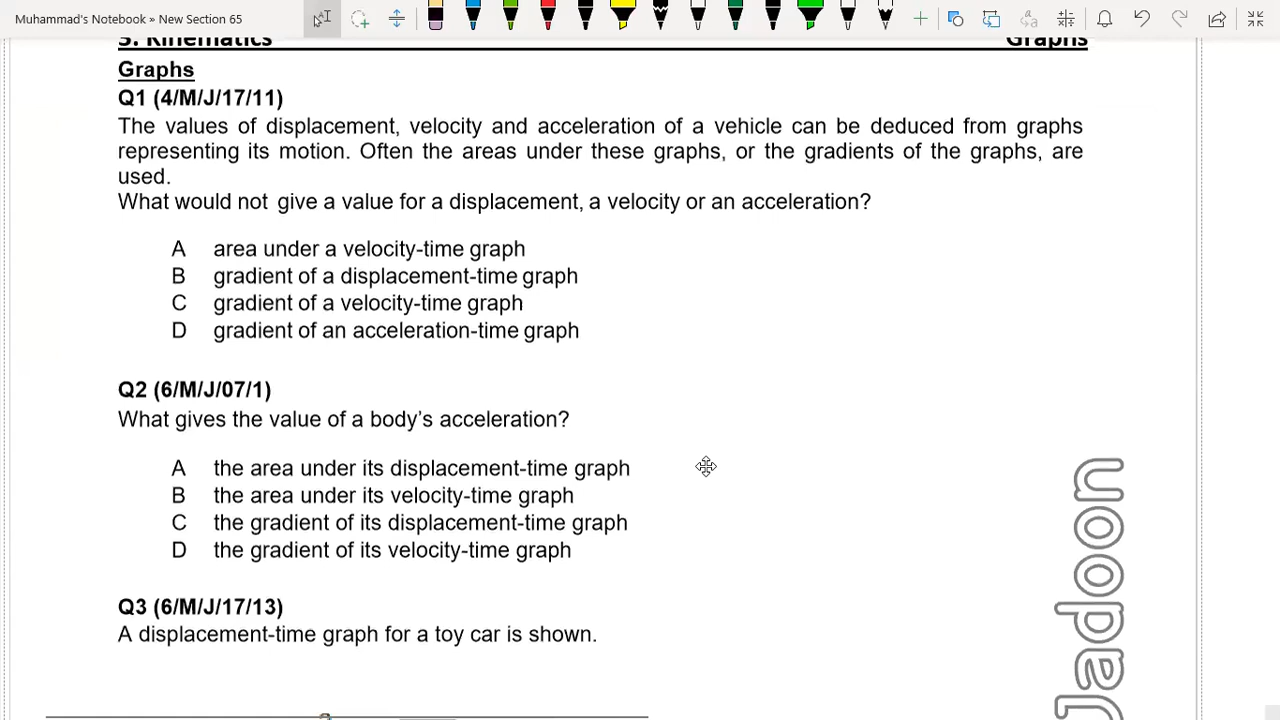 Muhammad's Notebook » New Section 65
3. Kinematics Graphs
Graphs
Q1 (4/M/J/17/11)
The values of displacement, velocity and acceleration of a vehicle can be deduced from graphs
representing its motion. Often the areas under these graphs, or the gradients of the graphs, are
used.
What would not give a value for a displacement, a velocity or an acceleration?
A area under a velocity-time graph
B gradient of a displacement-time graph
C gradient of a velocity-time graph
D gradient of an acceleration-time graph
Q2 (6/M/J/07/1)
What gives the value of a body's acceleration?
A the area under its displacement-time graph
B the area under its velocity-time graph
C the gradient of its displacement-time graph
D the gradient of its velocity-time graph
Q3 (6/M/J/17/13)
A displacement-time graph for a toy car is shown.
Jadoon